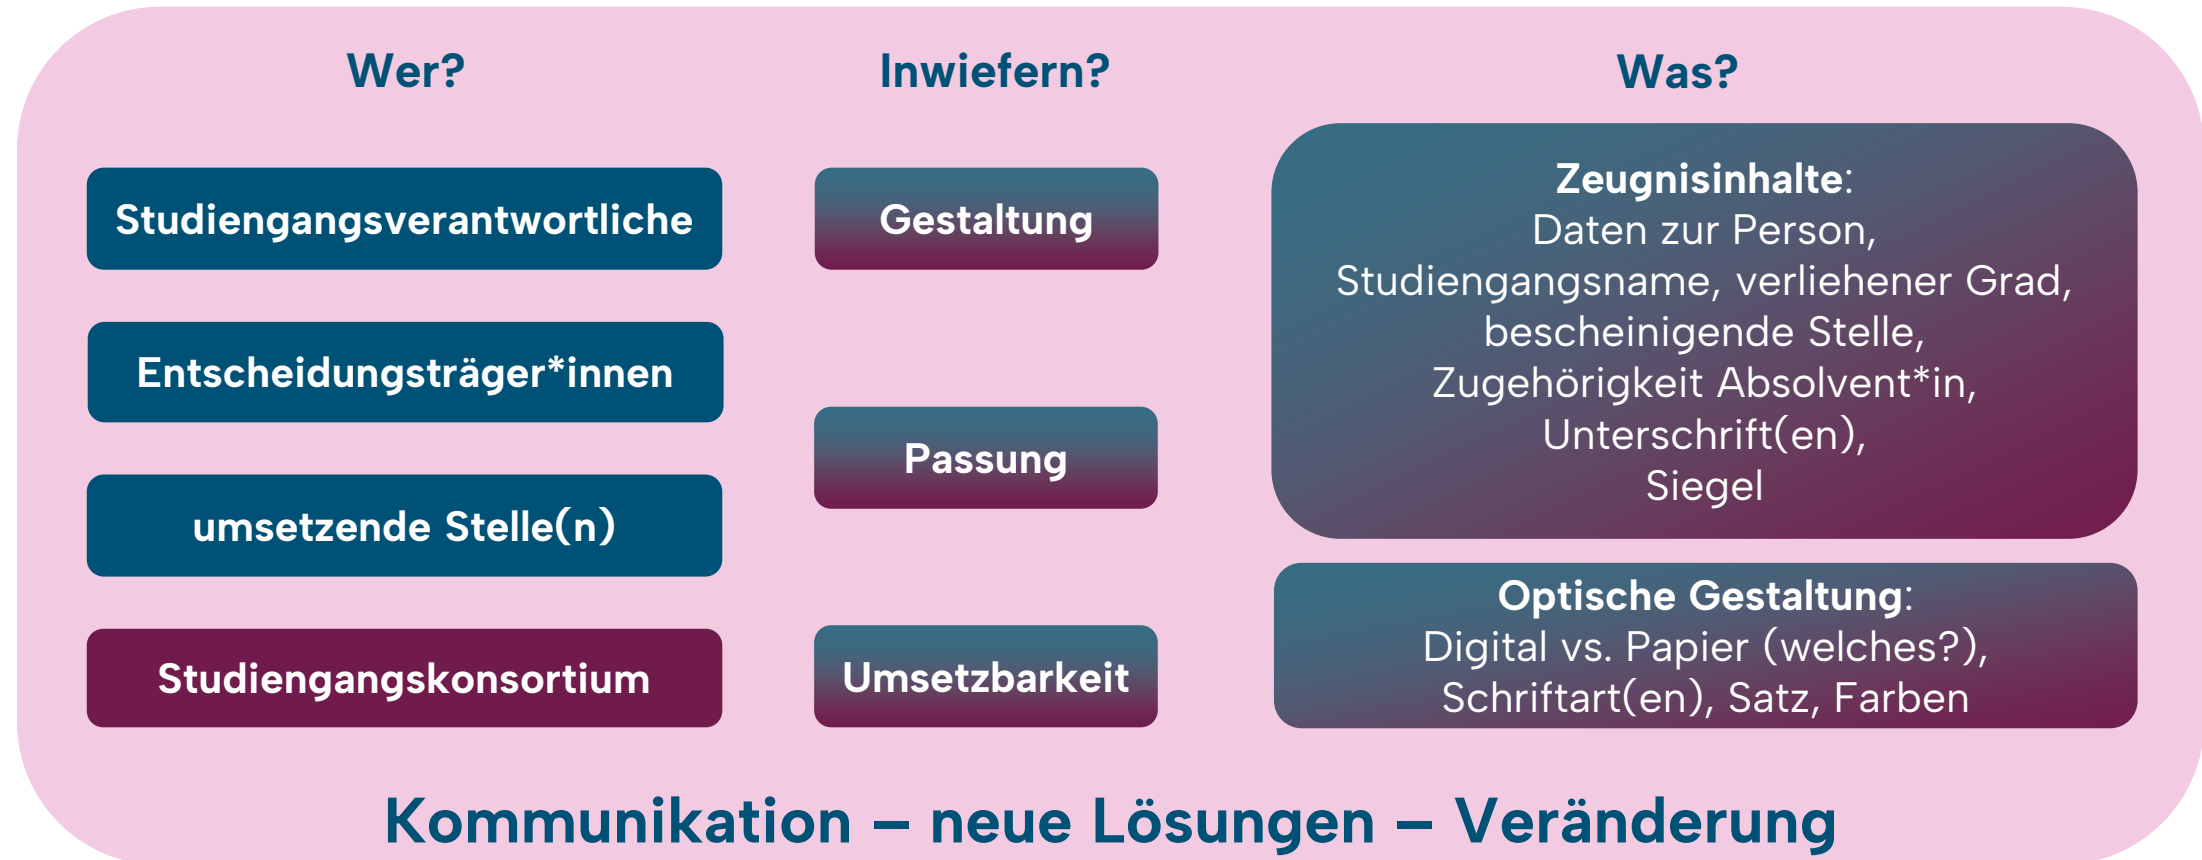 Wer?
Studiengangsverantwortliche
Entscheidungsträger*innen
umsetzende Stelle(n)
Studiengangskonsortium
Inwiefern?
Gestaltung
Passung
Umsetzbarkeit
Was?
Zeugnisinhalte:
Daten zur Person,
Studiengangsname, verliehener Grad,
bescheinigende Stelle,
Zugehörigkeit Absolvent*in,
Unterschrift(en),
Siegel
Optische Gestaltung:
Digital vs. Papier (welches?),
Schriftart(en), Satz, Farben
Kommunikation – neue Lösungen – Veränderung